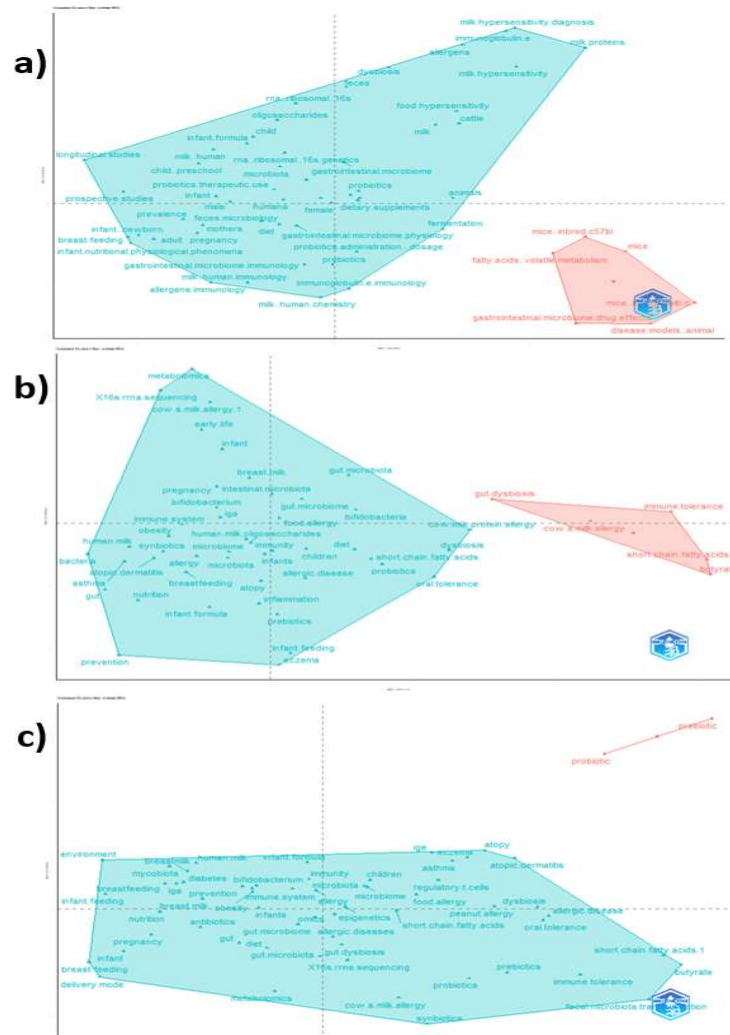 a)
milk.hypersensitivity.diagnosis
immunoglobulin.e
allergens
milk.proteins
dysbiosis
milk.hypersensitivity
feces
rna..ribosomal..16s
food.hypersensitivity
oligosaccharides
cattle
child
milk
infant.formula
longitudinal.studies
milk..human
rna..ribosomal..16s.genetics
child..preschool
gastrointestinal.microbiome
microbiota
probiotics.therapeutic.use
probiotics
prospective.studies
infant
animals
male
humans
female
dietary.supplements
prevalence
feces.microbiology
infant..newborn
mothers
diet
fermentation
breast.feeding
adult
pregnancy
gastrointestinal.microbiome.physiology
infant.nutritional.physiological.phenomena
probiotics.administration...dosage
gastrointestinal.microbiome.immunology
prebiotics
milk..human.immunology
allergens.immunology
immunoglobulin.e.immunology
milk..human.chemistry
mice..inbred.c57bl
mice
fatty.acids..volatile.metabolism
gastrointestinal.microbiome.drug.effects
disease.models..animal
b)
metabolomics
X16s.rrna.sequencing
cow.s.milk.allergy.1
early.life
infant
breast.milk
gut.microbiota
pregnancy
intestinal.microbiota
bifidobacterium
gut.microbiome
iga
bifidobacteria
immune.system
food.allergy
obesity
cow.milk.protein.allergy
human.milk
human.milk.oligosaccharides
synbiotics
microbiome
immunity
diet
dysbiosis
bacteria
allergy
microbiota
infants
children
short.chain.fatty.acids
atopic.dermatitis
probiotics
asthma
breastfeeding
atopy
allergic.disease
oral.tolerance
gut
nutrition
inflammation
infant.formula
prebiotics
prevention
infant.feeding
eczema
gut.dysbiosis
immune.tolerance
cow.s.milk.allergy
short.chain.fatty.acids
butyrate
c)
prebiotic
probiotic
ige
eczema
atopy
environment
breastmilk
human.milk
infant.formula
asthma
atopic.dermatitis
mycobiota
diabetes
bifidobacterium
immunity
children
breastfeeding
iga
microbiota
regulatory.t.cells
infant.feeding
prevention
immune.system
microbiome
food.allergy
dysbiosis
breast.milk
obesity
allergy
peanut.allergy
allergic.disease
nutrition
infants
omics
epigenetics
antibiotics
short.chain.fatty.acids
oral.tolerance
gut.microbiome
allergic.diseases
pregnancy
gut
diet
gut.dysbiosis
infant
gut.microbiota
short.chain.fatty.acids.1
breast.feeding
X16s.rrna.sequencing
prebiotics
butyrate
delivery.mode
probiotics
immune.tolerance
metabolomics
cow.s.milk.allergy
synbiotics